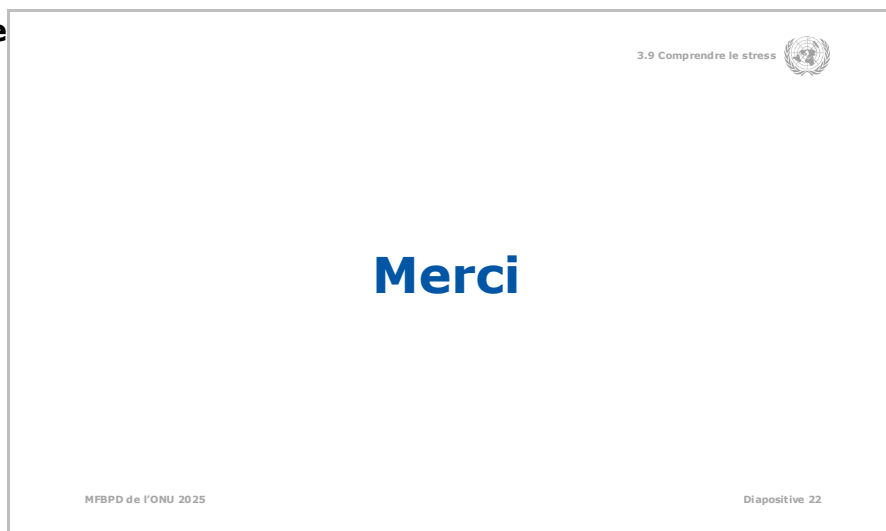 e
3.9 Comprendre le stress
Merci
MFBPD de l’ONU 2025
Diapositive 22